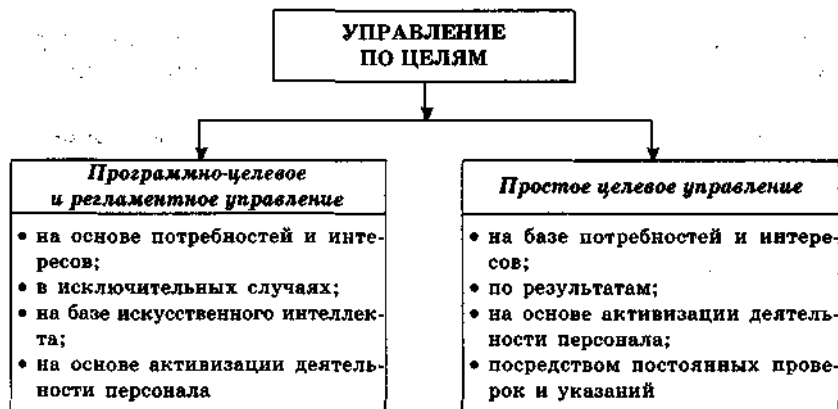 УПРАВЛЕНИЕ
ПО ЦЕЛЯМ
Программно-целевое
и регламентное управление
• на основе потребностей и инте-
ресов;
• в исключительных случаях;
• на базе искусственного интеллек-
та;
• на основе активизации деятель-
ности персонала
Простое целевое управление
• на базе потребностей и интере-
сов;
• по результатам;
• на основе активизации деятель-
ности персонала;
• посредством постоянных прове-
рок и указаний